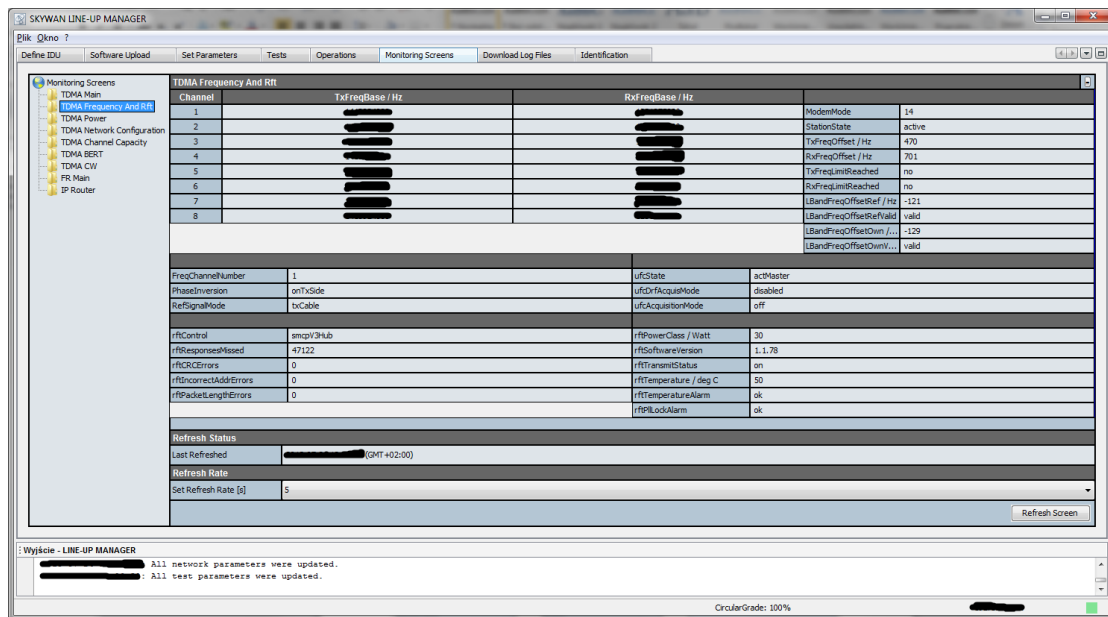 SKYWAN LINE-UP MANAGER
Plik Okno ?
Define IDU Software Upload Set Parameters Tests Operations Monitoring Screens Download Log Files Identification
Monitoring Screens
TDMA Main
TDMA Frequency And Rft
TDMA Power
TDMA Network Configuration
TDMA Channel Capacity
TDMA BERT
TDMA CW
FR Main
IP Router
TDMA Frequency And Rft
Channel TxFreqBase / Hz RxFreqBase / Hz
1 ModemMode 14
2 StationState active
3 TxFreqOffset / Hz 470
4 RxFreqOffset / Hz 701
5 TxFreqLimitReached no
6 RxFreqLimitReached no
7 LBandFreqOffsetRef / Hz -121
8 LBandFreqOffsetRefValid valid
LBandFreqOffsetOwn /... -129
LBandFreqOffsetOwnV... valid
FreqChannelNumber 1 ufcState actMaster
PhaseInversion onTxSide ufcDrfAcquisMode disabled
RefSignalMode txCable ufcAcquisitionMode off
rftControl smcpV3Hub rftPowerClass / Watt 30
rftResponsesMissed 47122 rftSoftwareVersion 1.1.78
rftCRCErrors 0 rftTransmitStatus on
rftIncorrectAddrErrors 0 rftTemperature / deg C 50
rftPacketLengthErrors 0 rftTemperatureAlarm ok
rftPllLockAlarm ok
Refresh Status
Last Refreshed (GMT+02:00)
Refresh Rate
Set Refresh Rate [s] 5
Refresh Screen
Wyjście - LINE-UP MANAGER
All network parameters were updated.
: All test parameters were updated.
CircularGrade: 100%